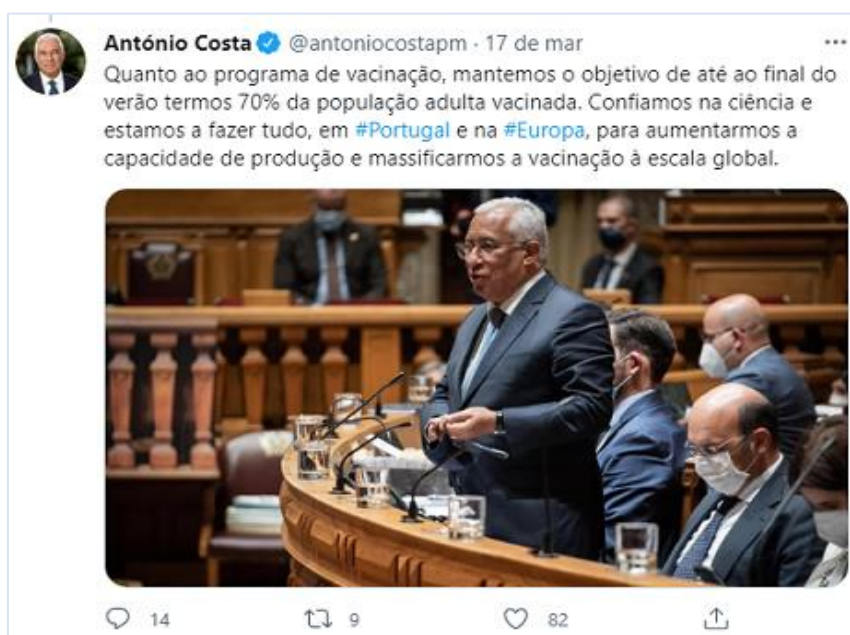 António Costa @antoniocostapm · 17 de mar
Quanto ao programa de vacinação, mantemos o objetivo de até ao final do
verão termos 70% da população adulta vacinada. Confiamos na ciência e
estamos a fazer tudo, em #Portugal e na #Europa, para aumentarmos a
capacidade de produção e massificarmos a vacinação à escala global.
14 9 82